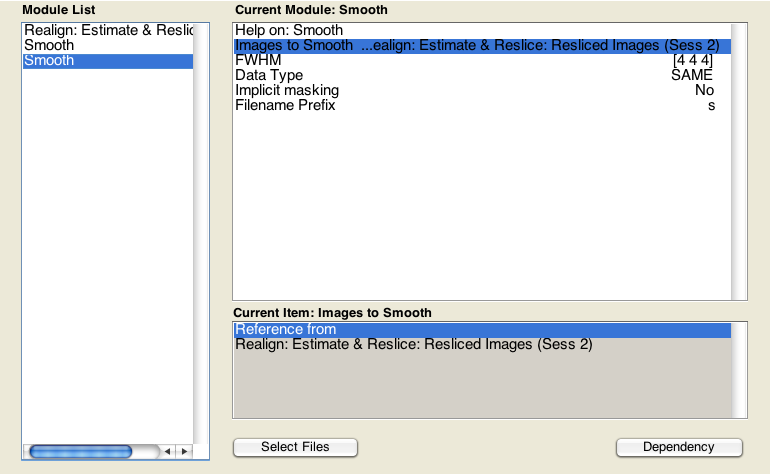 Module List
Realign: Estimate & Reslic
Smooth
Smooth
Current Module: Smooth
Help on: Smooth
Images to Smooth ...ealign: Estimate & Reslice: Resliced Images (Sess 2)
FWHM [4 4 4]
Data Type SAME
Implicit masking No
Filename Prefix s
Current Item: Images to Smooth
Reference from
Realign: Estimate & Reslice: Resliced Images (Sess 2)
Select Files
Dependency